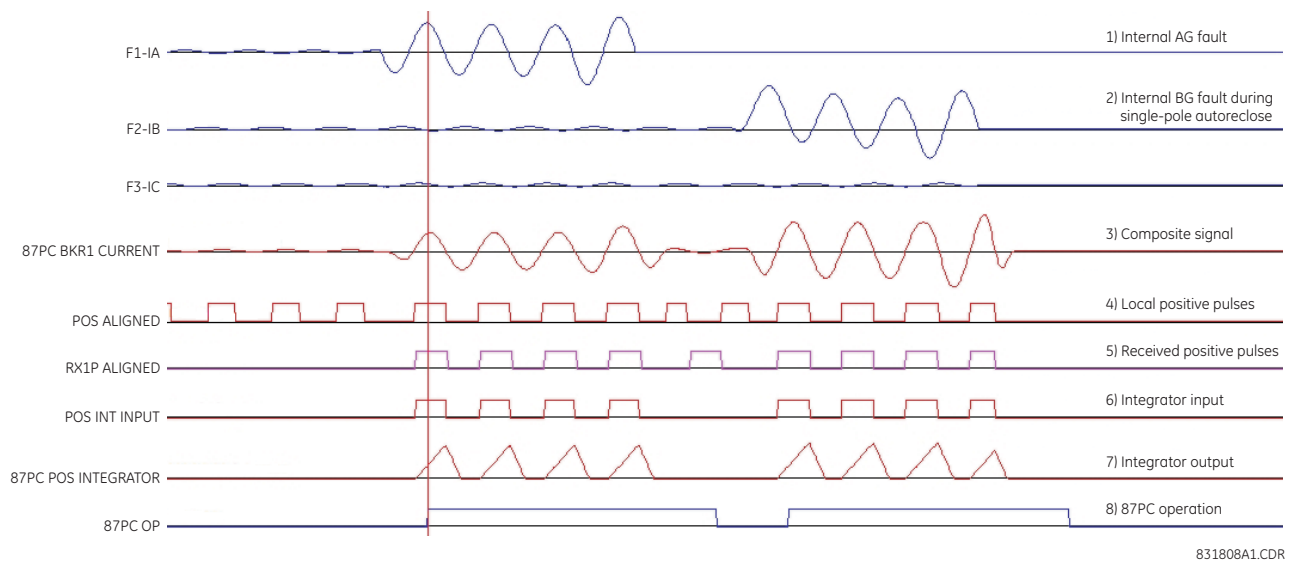 F1-IA
1) Internal AG fault
F2-IB
2) Internal BG fault during
single-pole autoreclose
F3-IC
87PC BKR1 CURRENT
3) Composite signal
POS ALIGNED
4) Local positive pulses
RX1P ALIGNED
5) Received positive pulses
POS INT INPUT
6) Integrator input
87PC POS INTEGRATOR
7) Integrator output
87PC OP
8) 87PC operation
831808A1.CDR